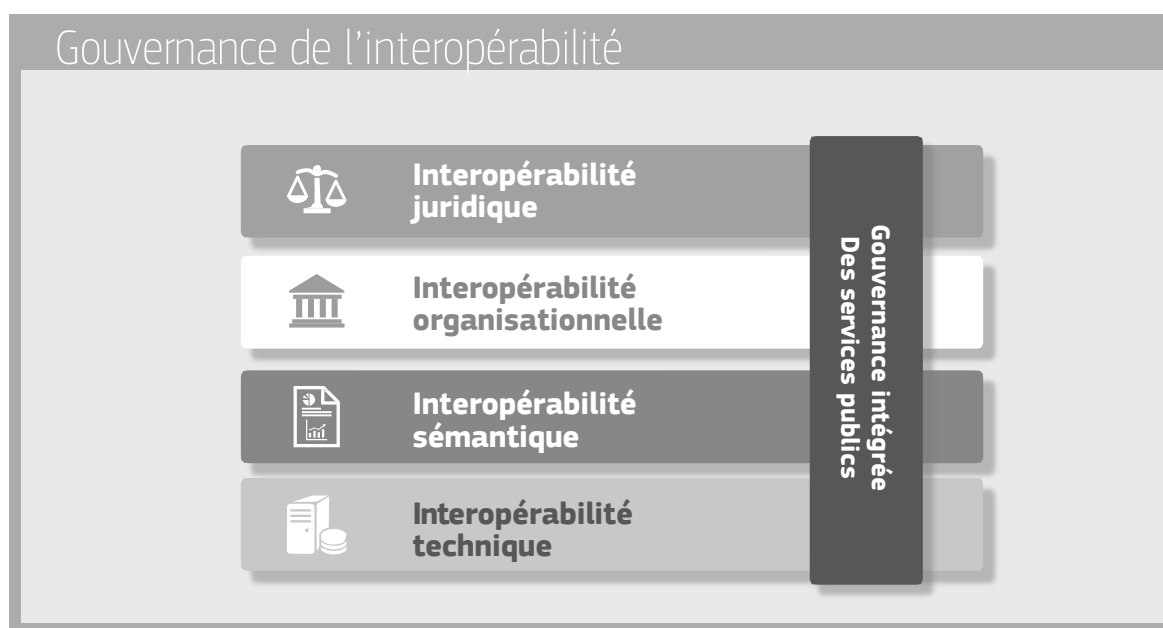 Gouvernance de l’interopérabilité
Interopérabilité
juridique
Interopérabilité
organisationnelle
Interopérabilité
sémantique
Interopérabilité
technique
Gouvernance intégrée
Des services publics